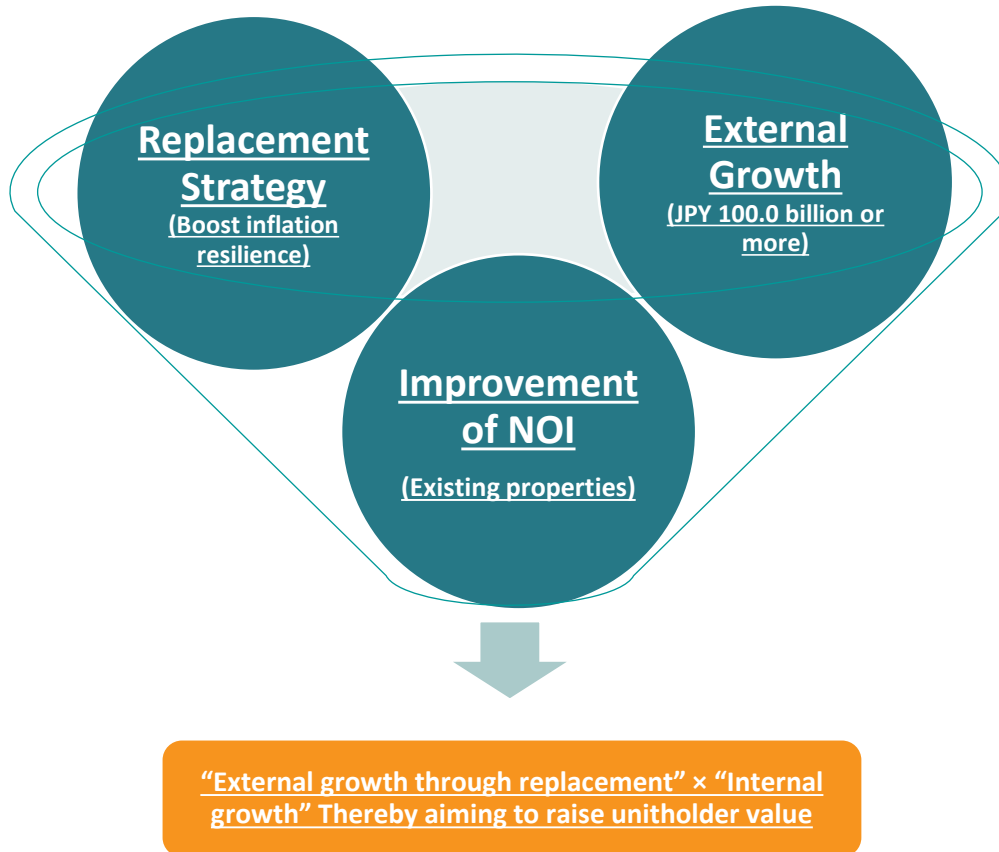 Replacement
Strategy
(Boost inflation
resilience)
External
Growth
(JPY 100.0 billion or
more)
Improvement
of NOI
(Existing properties)
“External growth through replacement” × “Internal
growth” Thereby aiming to raise unitholder value